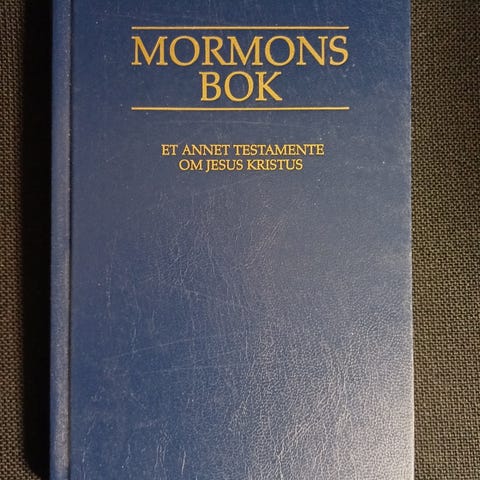 MORMONS
BOK
ET ANNET TESTAMENTE
OM JESUS KRISTUS